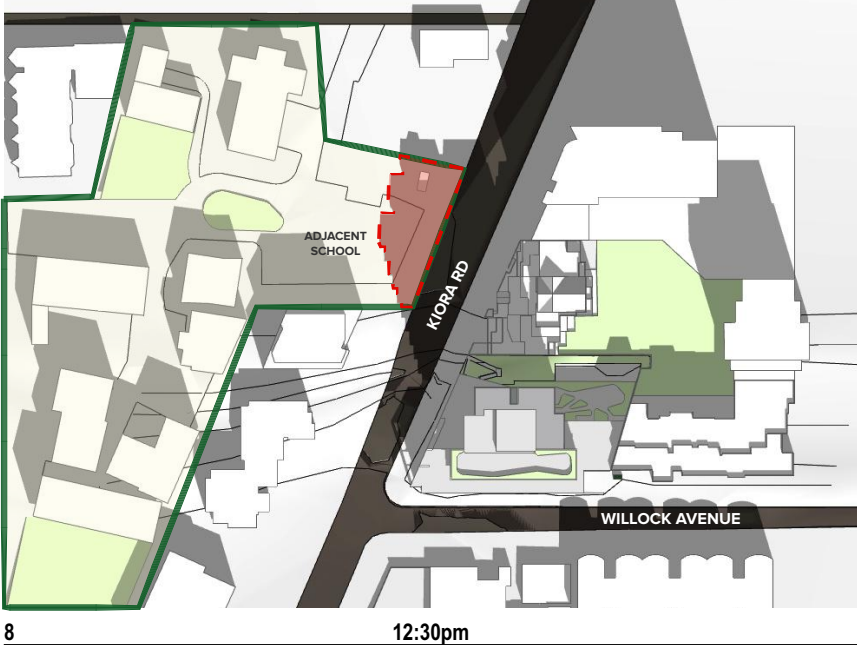 ADJACENT
SCHOOL
KIORA RD
WILLOCK AVENUE
8
12:30pm